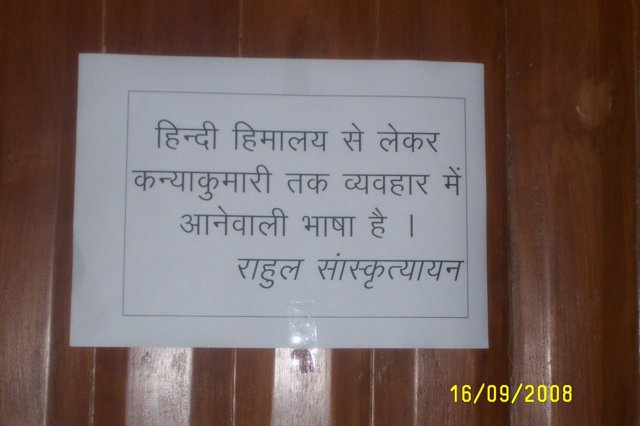 हिन्दी हिमालय से लेकर
कन्याकुमारी तक व्यवहार में
आनेवाली भाषा है ।
राहुल सांस्कृत्यायन
16/09/2008